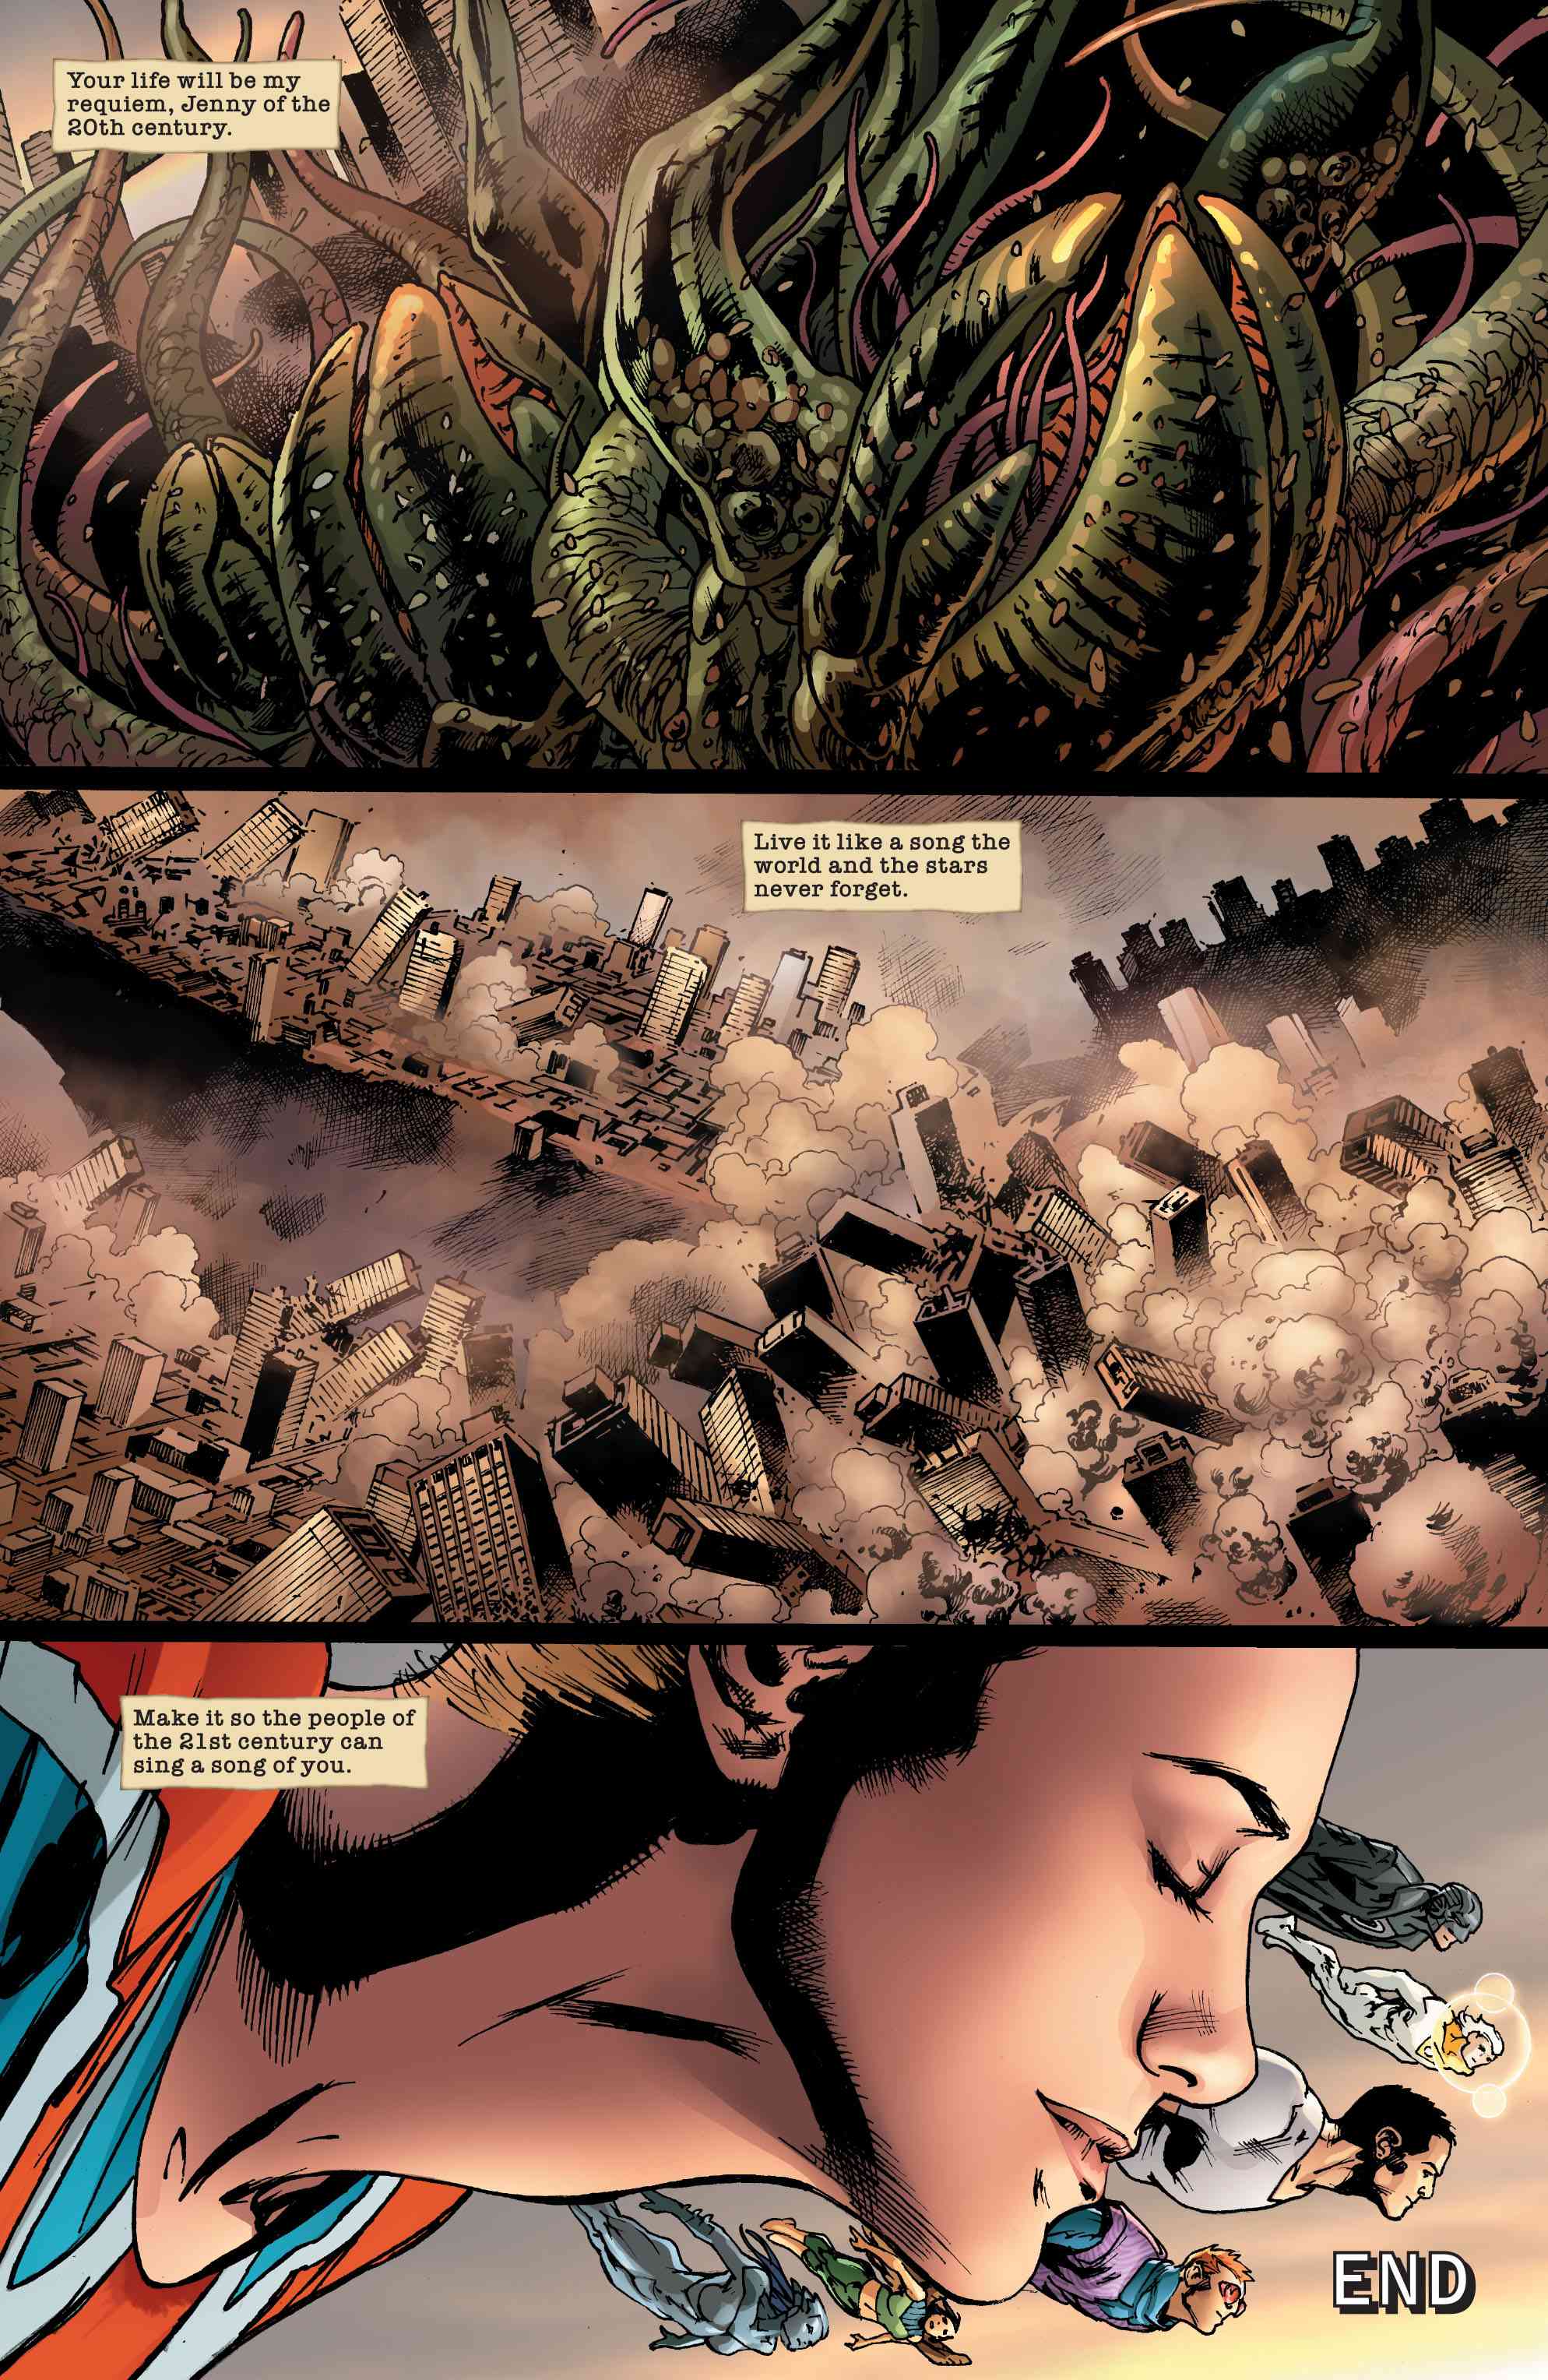 Your life will be my
requiem, Jenny of the
20th century.
Live it like a song the
world and the stars
never forget.
Make it so the people of
the 21st century can
sing a song of you.
END